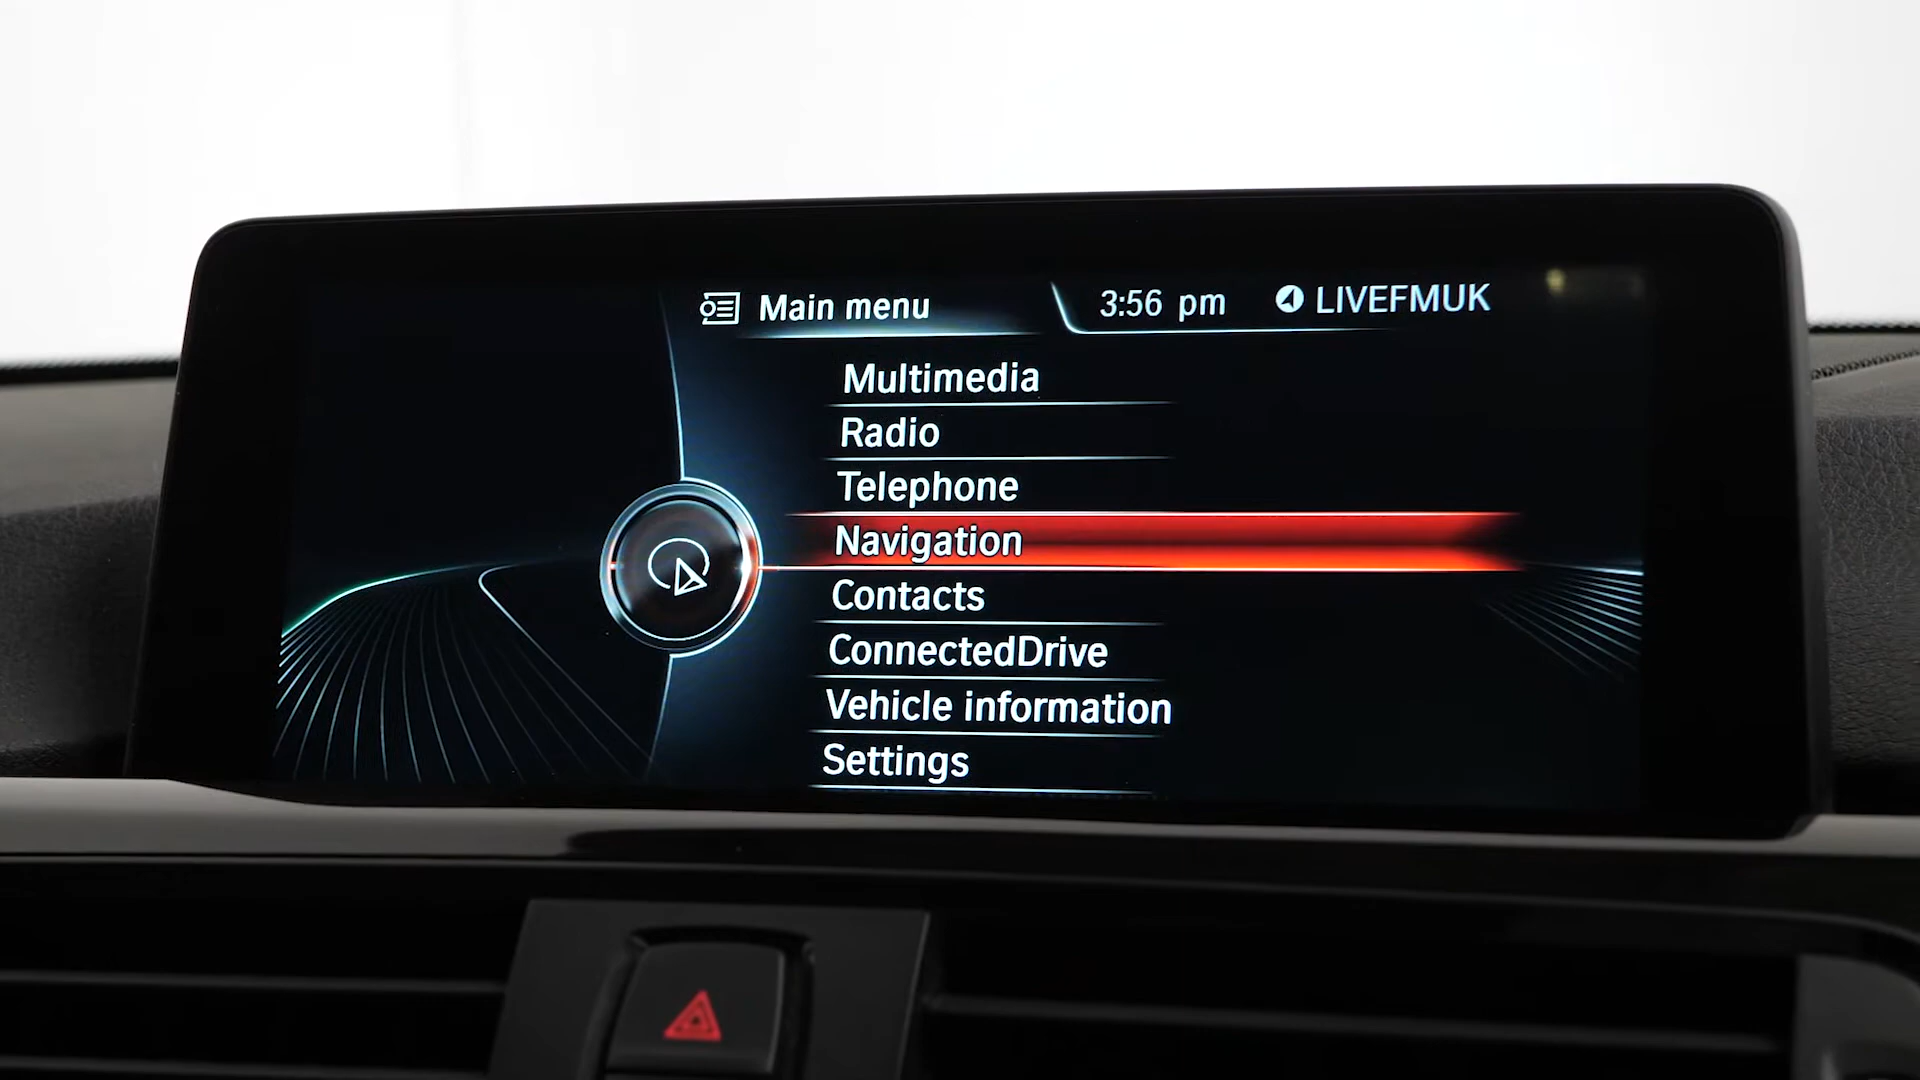 Main menu
3:56 pm
LIVEFMUK
Multimedia
Radio
Telephone
Navigation
Contacts
ConnectedDrive
Vehicle information
Settings